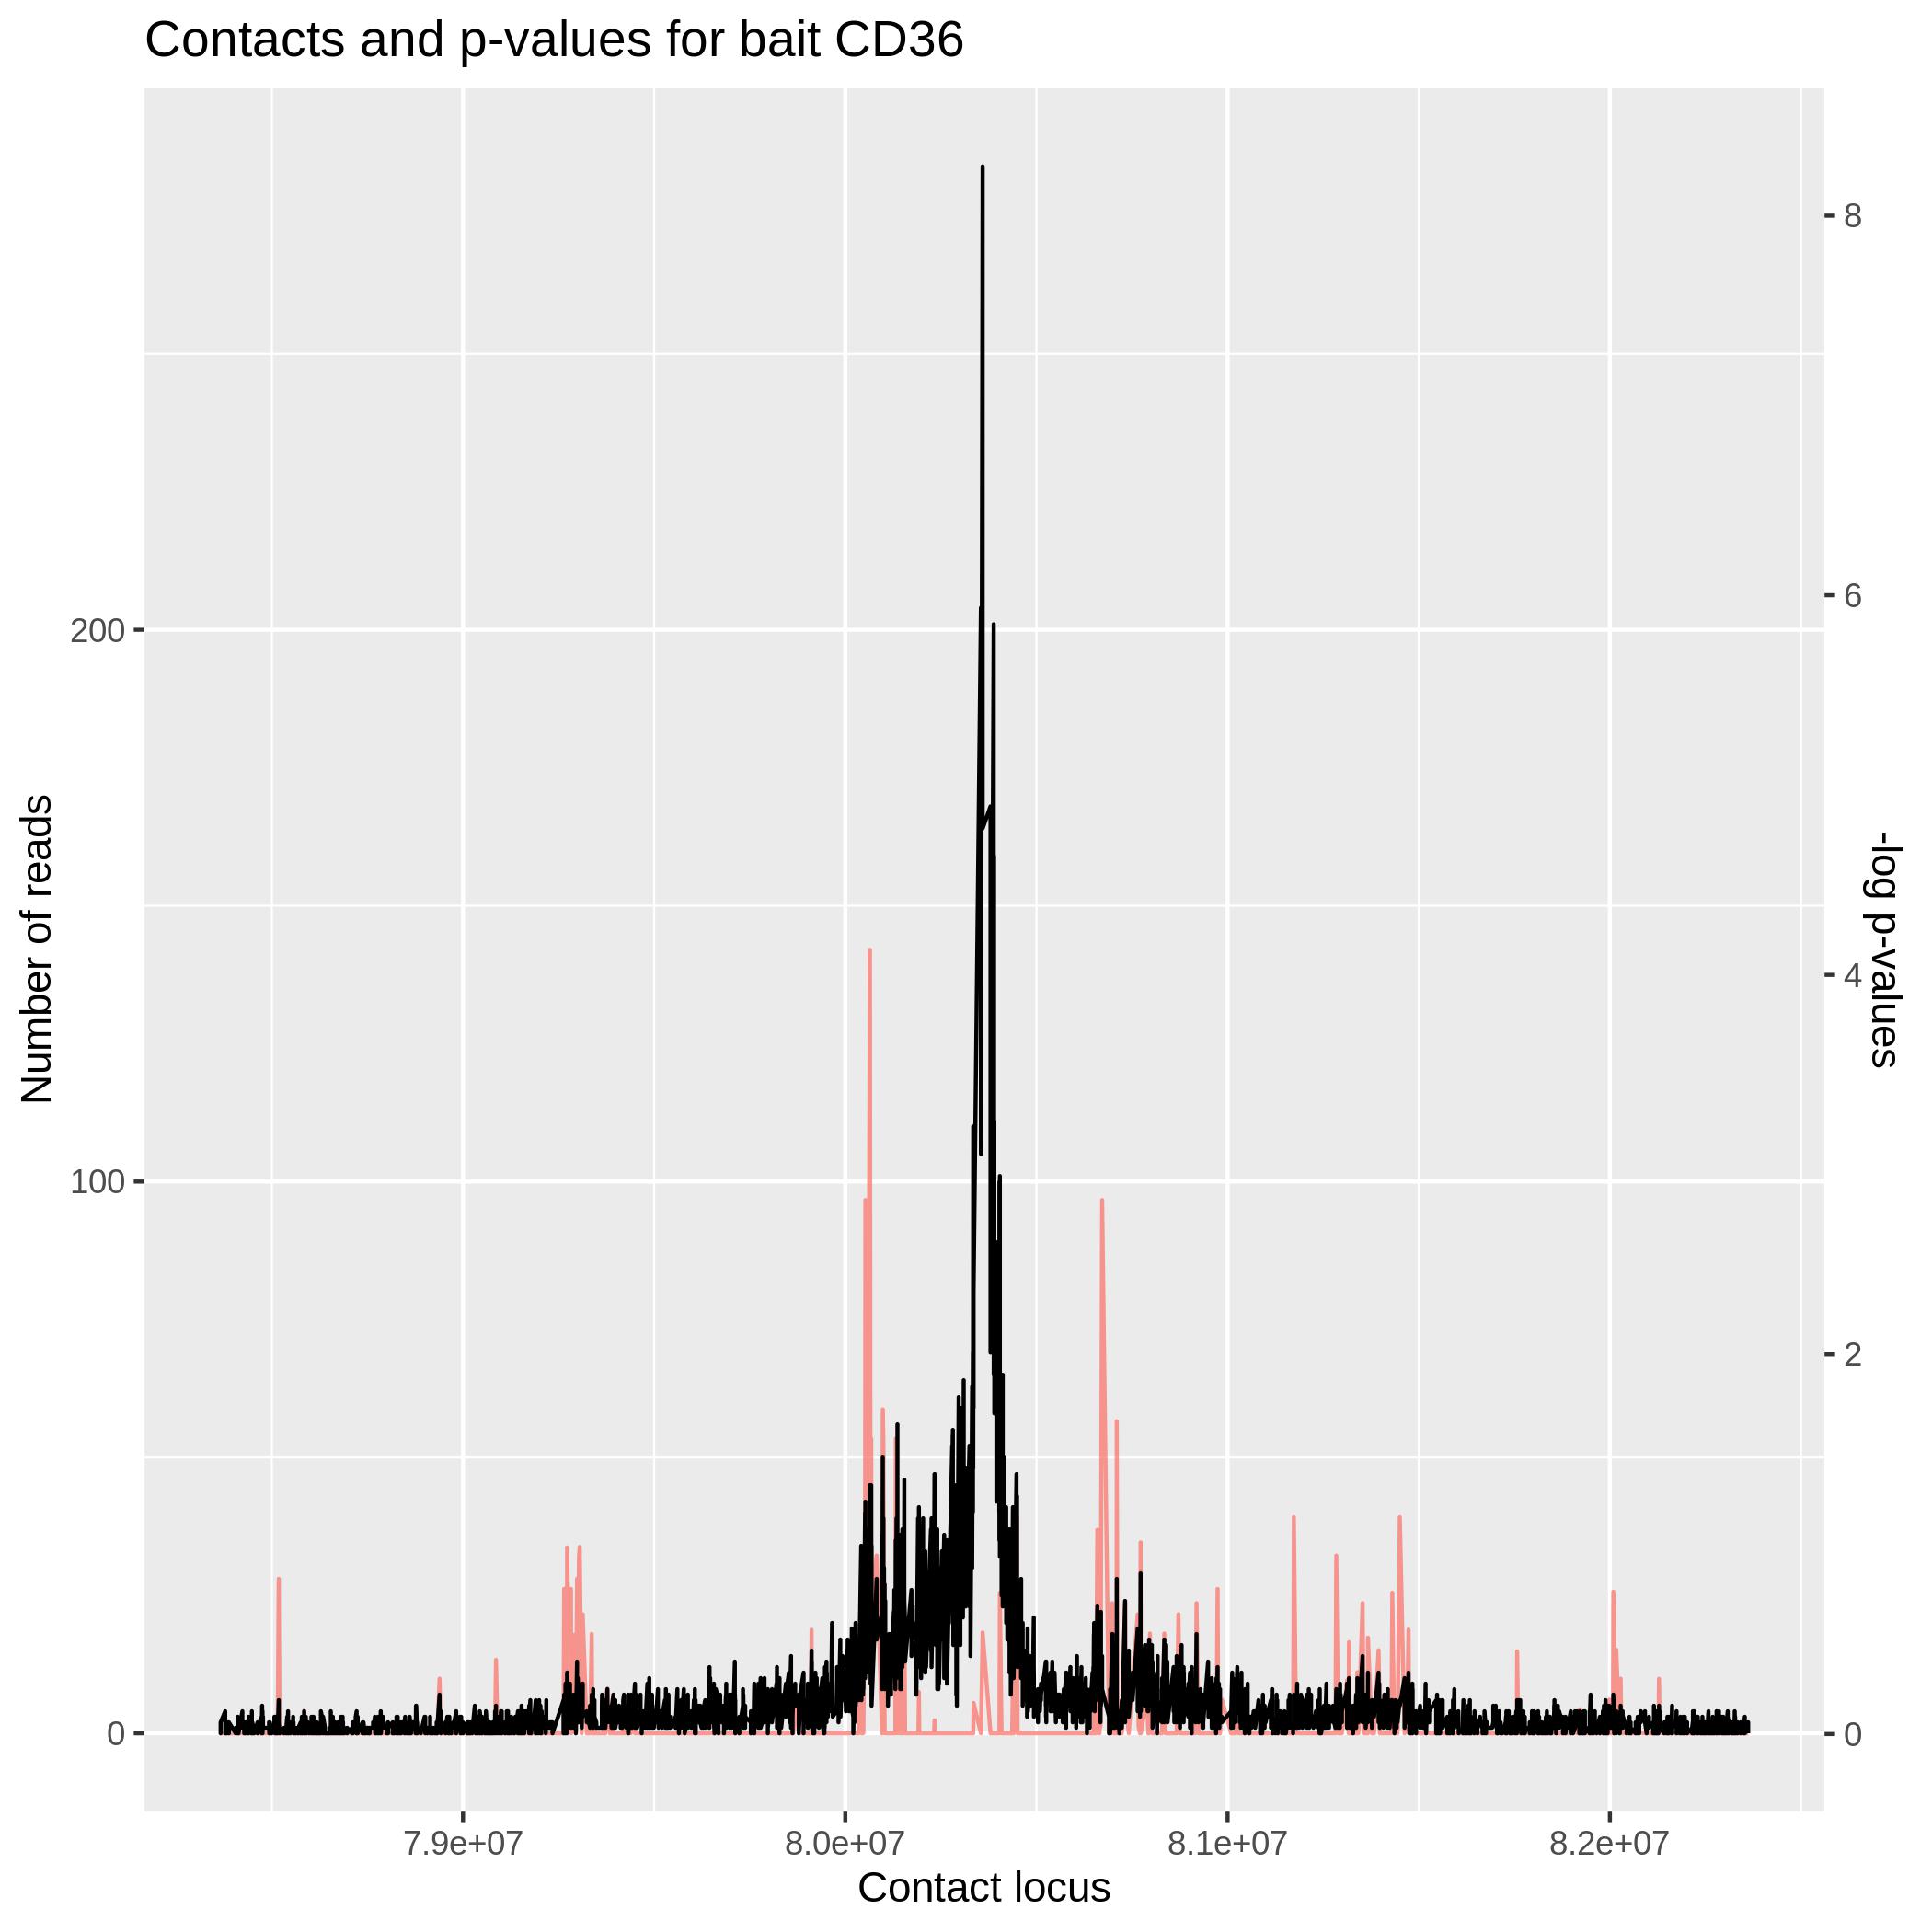 Contacts and p-values for bait CD36
Number of reads
200
100
0
8
6
4
2
0
-log p-values
7.9e+07
8.0e+07
8.1e+07
8.2e+07
Contact locus